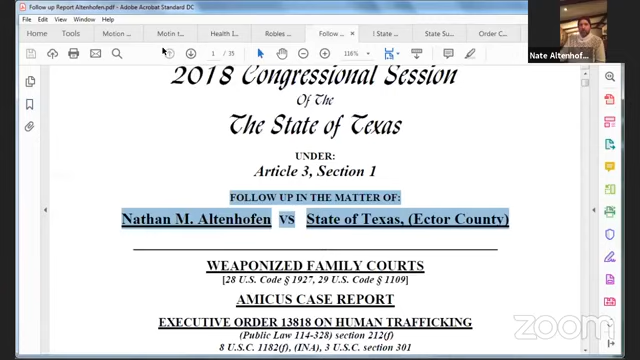 Follow up Report Altenhofen.pdf - Adobe Acrobat Standard DC
File Edit View Window Help
Home Tools Motion ... Motin t... Health I... Robles ... Follow ... I State ... State Su... Order C...
1 / 35 116%
2018 Congressional Session
Of The
The State of Texas
UNDER:
Article 3, Section 1
FOLLOW UP IN THE MATTER OF:
Nathan M. Altenhofen VS State of Texas, (Ector County)
WEAPONIZED FAMILY COURTS
[28 U.S. Code § 1927, 29 U.S. Code § 1109]
AMICUS CASE REPORT
EXECUTIVE ORDER 13818 ON HUMAN TRAFFICKING
(Public Law 114-328) section 212(f)
8 U.S.C. 1182(f), (INA), 3 U.S.C. section 301
Nate Altenhof...
zoom